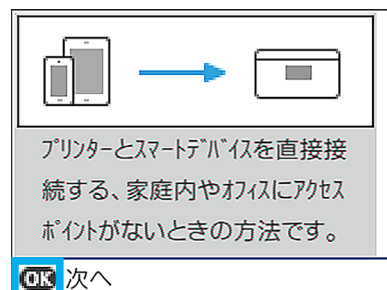 ﾌﾟﾘﾝﾀｰとｽﾏｰﾄﾃﾞﾊﾞｲｽを直接接
続する、家庭内やｵﾌｨｽにｱｸｾｽ
ﾎﾟｲﾝﾄがないときの方法です。
OK 次へ